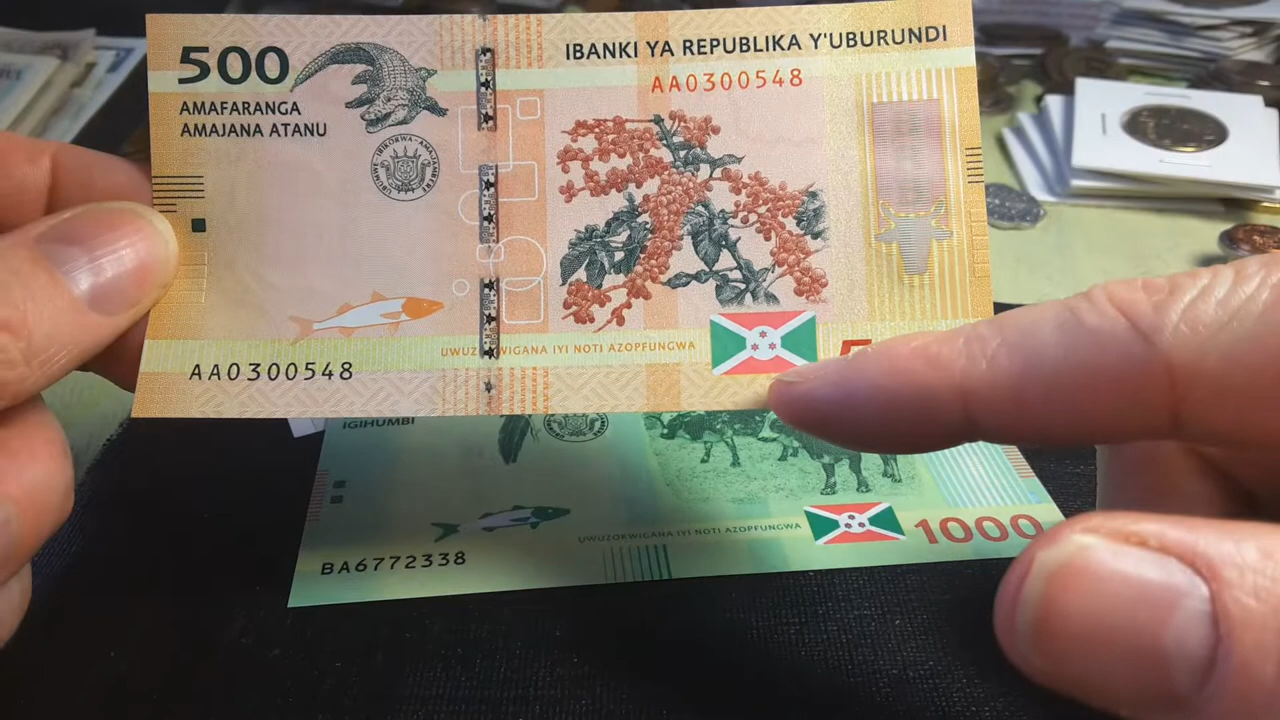 500
AMAFARANGA
AMAJANA ATANU
IBANKI YA REPUBLIKA Y'UBURUNDI
AA0300548
UWUZOKWIGANA IYI NOTI AZOPFUNGWA
AA0300548
IGIHUMBI
UWUZOKWIGANA IYI NOTI AZOPFUNGWA
1000
BA6772338